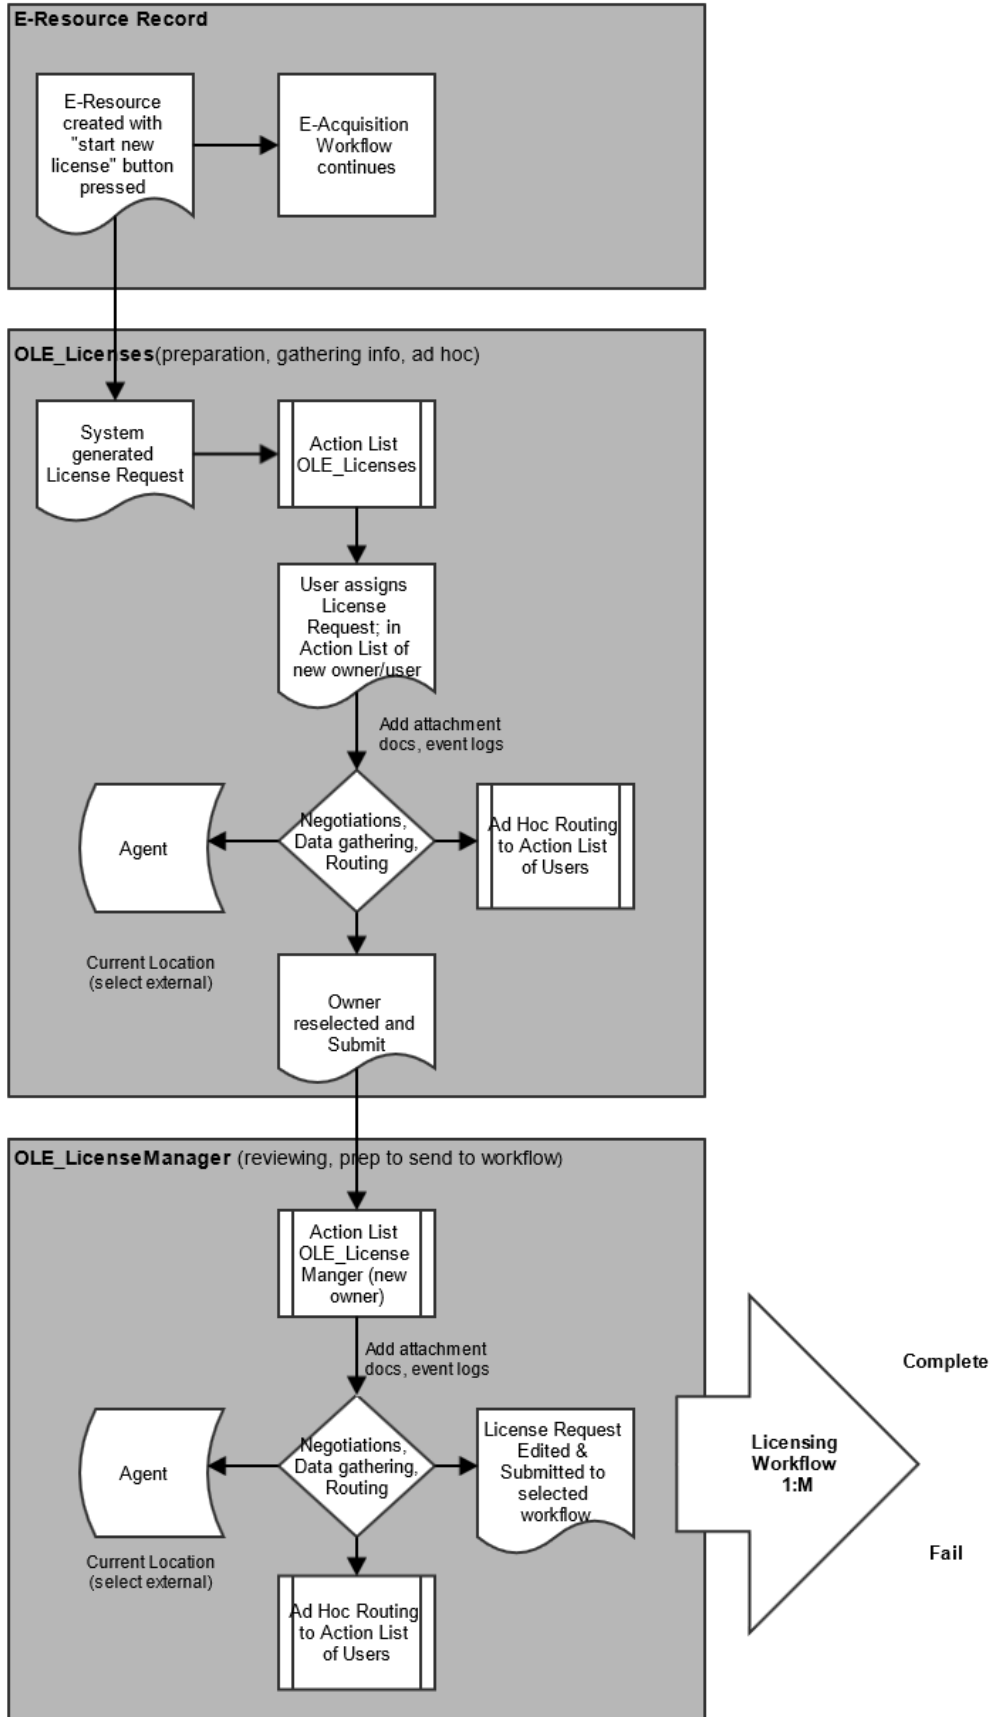 E-Resource Record
E-Resource
created with
"start new
license" button
pressed
E-Acquisition
Workflow
continues
OLE_Licenses(preparation, gathering info, ad hoc)
System
generated
License Request
Action List
OLE_Licenses
User assigns
License
Request; in
Action List of
new owner/user
Add attachment
docs, event logs
Agent
Negotiations,
Data gathering,
Routing
Ad Hoc Routing
to Action List
of Users
Current Location
(select external)
Owner
reselected and
Submit
OLE_LicenseManager (reviewing, prep to send to workflow)
Action List
OLE_License
Manger (new
owner)
Add attachment
docs, event logs
Agent
Negotiations,
Data gathering,
Routing
License Request
Edited &
Submitted to
selected
workflow
Current Location
(select external)
Ad Hoc Routing
to Action List
of Users
Licensing
Workflow
1:M
Complete
Fail